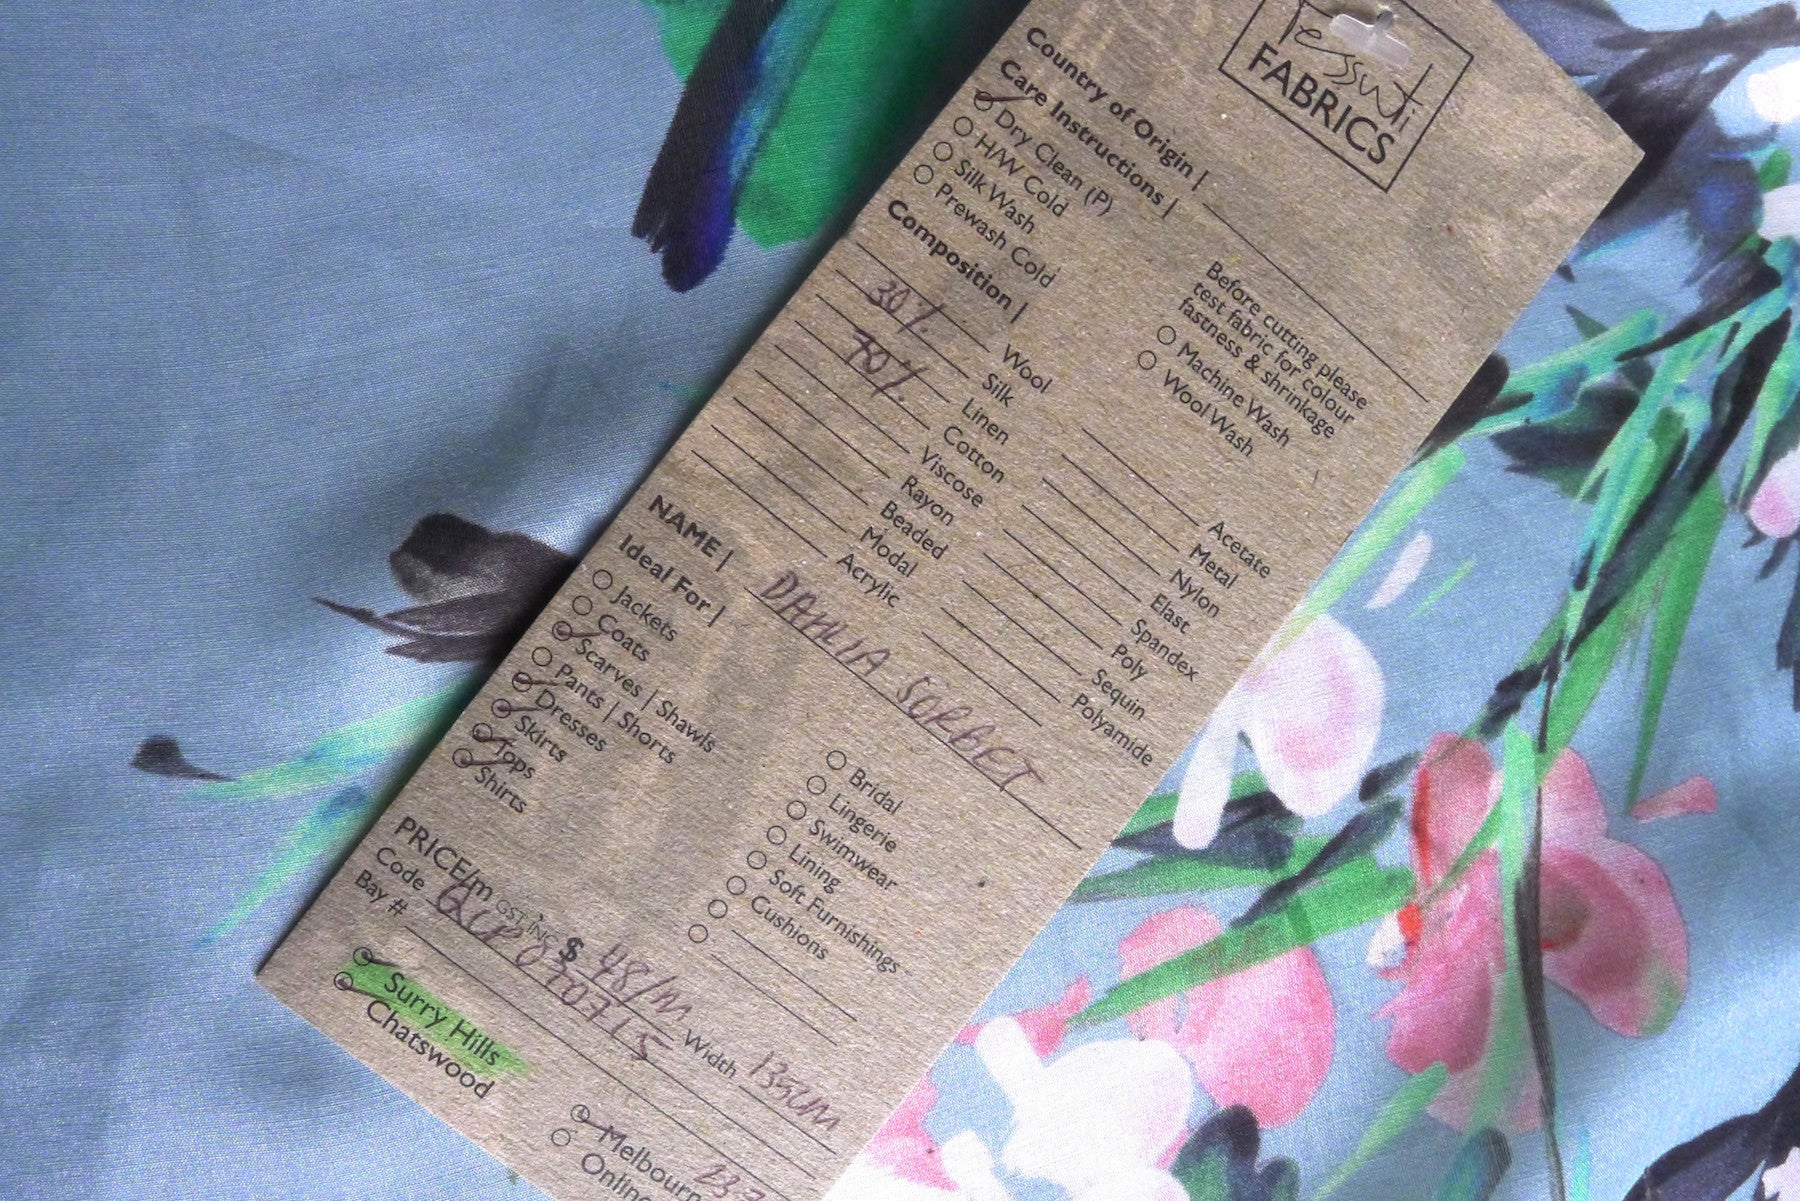 Tessuti
FABRICS
Country of Origin |
Care Instructions |
Dry Clean (P)
H/W Cold
Silk Wash
Prewash Cold
Before cutting please
test fabric for colour
fastness & shrinkage
Machine Wash
Wool Wash
Composition |
Wool
30% Silk
Linen
70% Cotton
Viscose
Rayon
Beaded
Modal
Acrylic
Acetate
Metal
Nylon
Elast
Spandex
Poly
Sequin
Polyamide
NAME | DAHLIA SORBET
Ideal For |
Jackets
Coats
Scarves | Shawls
Pants | Shorts
Dresses
Skirts
Tops
Shirts
Bridal
Lingerie
Swimwear
Lining
Soft Furnishings
Cushions
PRICE/m GST INC $ 48/m Width 135cm
Code
Bay #
Surry Hills
Chatswood
Melbourn